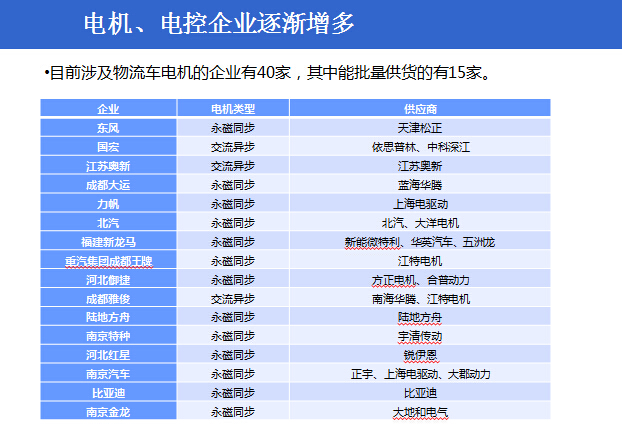 电机、电控企业逐渐增多
•目前涉及物流车电机的企业有40家，其中能批量供货的有15家。
企业 电机类型 供应商
东风 永磁同步 天津松正
国宏 交流异步 依思普林、中科深江
江苏奥新 交流异步 江苏奥新
成都大运 永磁同步 蓝海华腾
力帆 永磁同步 上海电驱动
北汽 永磁同步 北汽、大洋电机
福建新龙马 永磁同步 新能微特利、华英汽车、五洲龙
重汽集团成都王牌 永磁同步 江特电机
河北御捷 永磁同步 方正电机、台普动力
成都雅俊 交流异步 南海华腾、江特电机
陆地方舟 永磁同步 陆地方舟
南京特种 永磁同步 宇清传动
河北红星 永磁同步 锐伊恩
南京汽车 永磁同步 正宇、上海电驱动、大郡动力
比亚迪 永磁同步 比亚迪
南京金龙 永磁同步 大地和电气